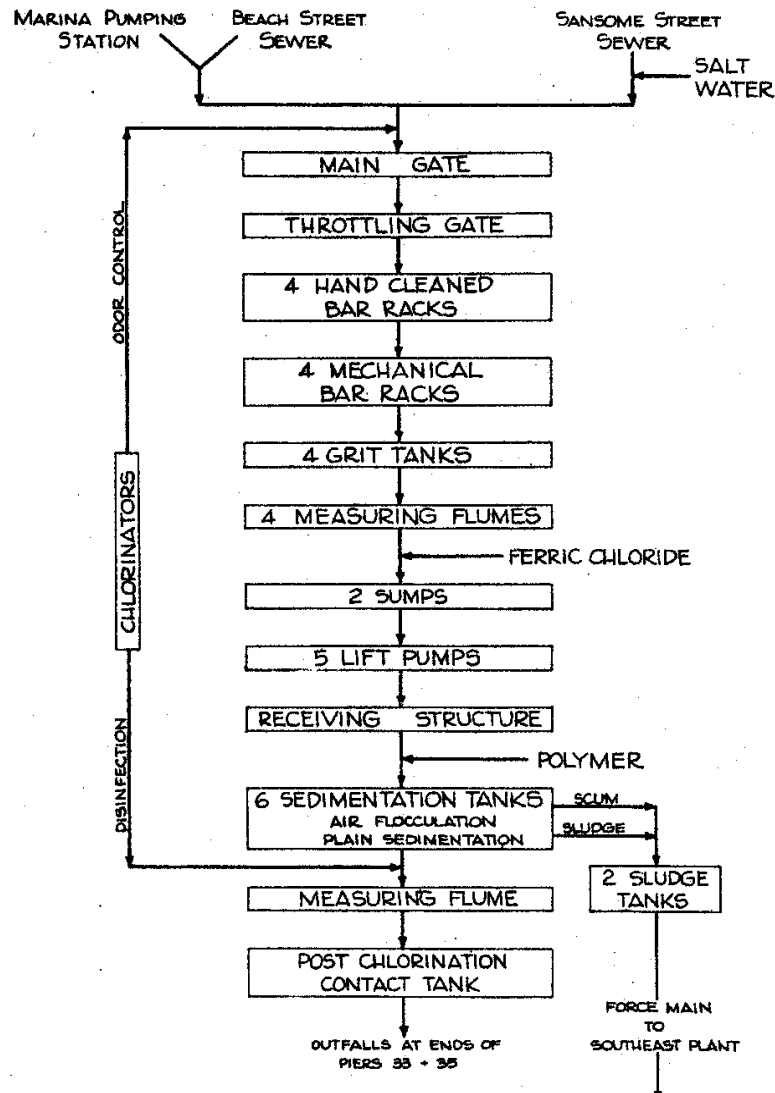 MARINA PUMPING
STATION
BEACH STREET
SEWER
SANSOME STREET
SEWER
SALT
WATER
MAIN GATE
THROTTLING GATE
4 HAND CLEANED
BAR RACKS
4 MECHANICAL
BAR RACKS
4 GRIT TANKS
4 MEASURING FLUMES
FERRIC CHLORIDE
2 SUMPS
5 LIFT PUMPS
RECEIVING STRUCTURE
POLYMER
6 SEDIMENTATION TANKS
AIR FLOCCULATION
PLAIN SEDIMENTATION
SCUM
SLUDGE
2 SLUDGE
TANKS
MEASURING FLUME
POST CHLORINATION
CONTACT TANK
OUTFALLS AT ENDS OF
PIERS 33 + 35
FORCE MAIN
TO
SOUTHEAST PLANT
ODOR CONTROL
CHLORINATORS
DISINFECTION